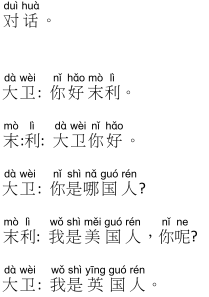 duì huà
对话。
dà wèi nǐ hǎo mò lì
大卫: 你好末利。
mò lì dà wèi nǐ hǎo
末:利: 大卫你好。
dà wèi nǐ shì nǎ guó rén
大卫: 你是哪国人?
mò lì wǒ shì měi guó rén nǐ ne
末利: 我是美国人，你呢?
dà wèi wǒ shì yīng guó rén
大卫: 我是英国人。